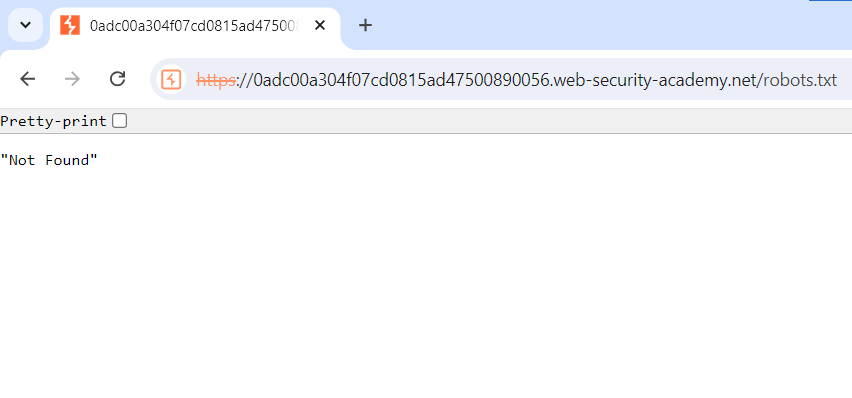 0adc00a304f07cd0815ad47500
https://0adc00a304f07cd0815ad47500890056.web-security-academy.net/robots.txt
Pretty-print
"Not Found"